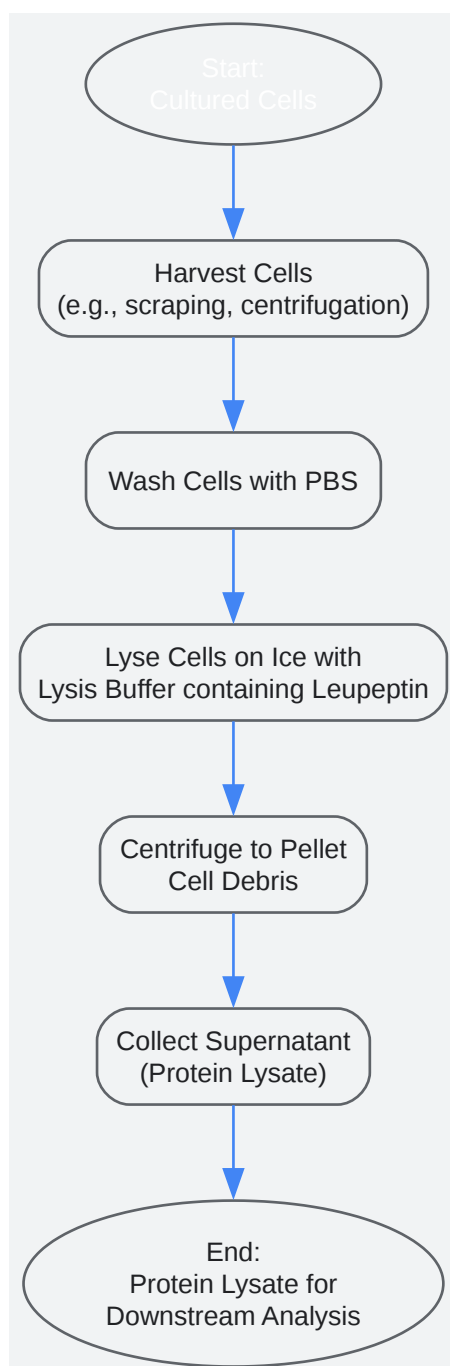 Start:
Cultured Cells
Harvest Cells
(e.g., scraping, centrifugation)
Wash Cells with PBS
Lyse Cells on Ice with
Lysis Buffer containing Leupeptin
Centrifuge to Pellet
Cell Debris
Collect Supernatant
(Protein Lysate)
End:
Protein Lysate for
Downstream Analysis